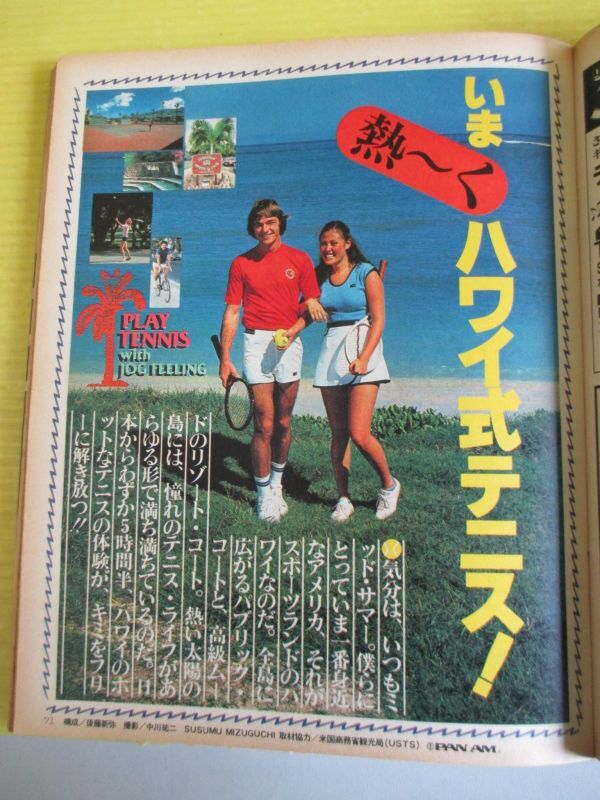 いま
熱〜く
ハワイ式テニス！
PLAY
TENNIS
with
JOG FEELING
気分は、いつもミ
ッド・サマー。僕らに
とっていま一番身近
なアメリカ、それが
スポーツランドのハ
ワイなのだ。全島に
広がるパブリック・
コートと、高級ムー
ドのリゾート・コート。熱い太陽の
島には、憧れのテニス・ライフがあ
らゆる形で満ち満ちているのだ。日
本からわずか5時間半、ハワイのホ
ットなテニスの体験が、キミをフリ
ーに解き放つ!!
71 構成／後藤新弥 撮影／中川祐二 SUSUMU MIZUGUCHI 取材協力／米国商務省観光局(USTS) PAN AM